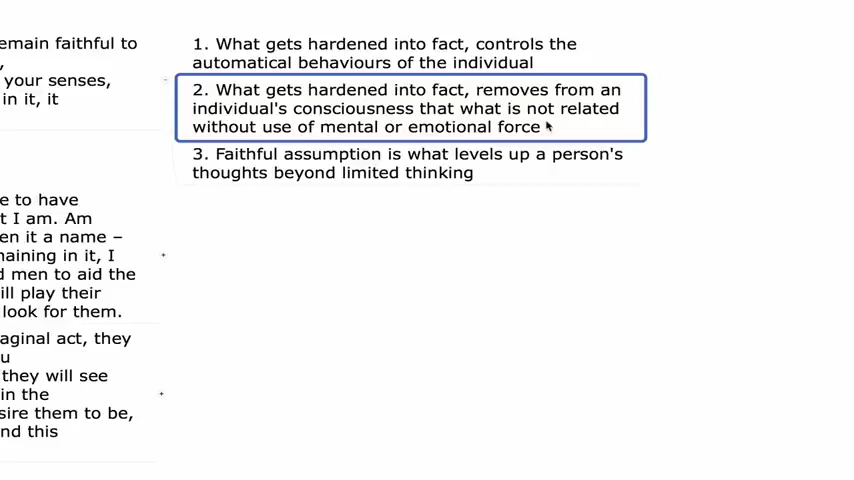 emain faithful to
,
your senses,
in it, it
1. What gets hardened into fact, controls the
automatical behaviours of the individual
2. What gets hardened into fact, removes from an
individual's consciousness that what is not related
without use of mental or emotional force
3. Faithful assumption is what levels up a person's
thoughts beyond limited thinking
e to have
t I am. Am
en it a name –
naining in it, I
d men to aid the
ill play their
look for them.
aginal act, they
u
they will see
in the
sire them to be,
nd this